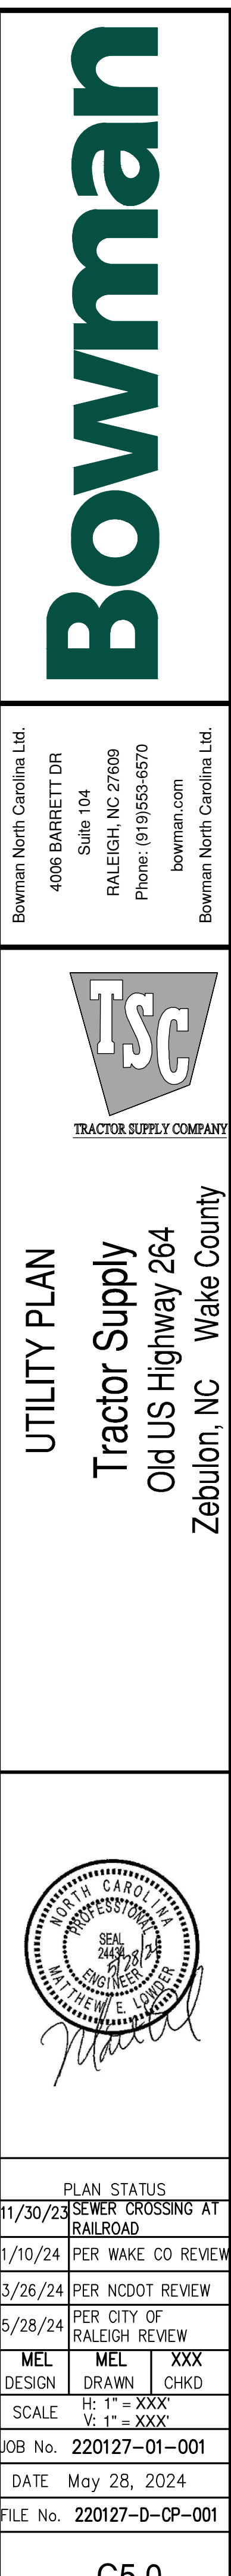 Bowman
Bowman North Carolina Ltd.
4006 BARRETT DR
Suite 104
RALEIGH, NC 27609
Phone: (919)553-6570
bowman.com
Bowman North Carolina Ltd.
TSC
TRACTOR SUPPLY COMPANY
UTILITY PLAN
Tractor Supply
Old US Highway 264
Zebulon, NC Wake County
NORTH CAROLINA
PROFESSIONAL
SEAL
24434
ENGINEER
MATTHEW E. LOWDER
PLAN STATUS
11/30/23 SEWER CROSSING AT
RAILROAD
1/10/24 PER WAKE CO REVIEW
3/26/24 PER NCDOT REVIEW
5/28/24 PER CITY OF
RALEIGH REVIEW
MEL MEL XXX
DESIGN DRAWN CHKD
SCALE H: 1" = XXX'
V: 1" = XXX'
JOB No. 220127-01-001
DATE May 28, 2024
FILE No. 220127-D-CP-001
C5.0